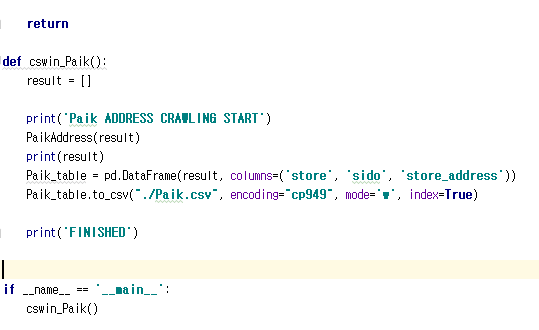 return
def cswin_Paik():
result = []
print('Paik ADDRESS CRAWLING START')
PaikAddress(result)
print(result)
Paik_table = pd.DataFrame(result, columns=('store', 'sido', 'store_address'))
Paik_table.to_csv("./Paik.csv", encoding="cp949", mode='w', index=True)
print('FINISHED')
if __name__ == '__main__':
cswin_Paik()